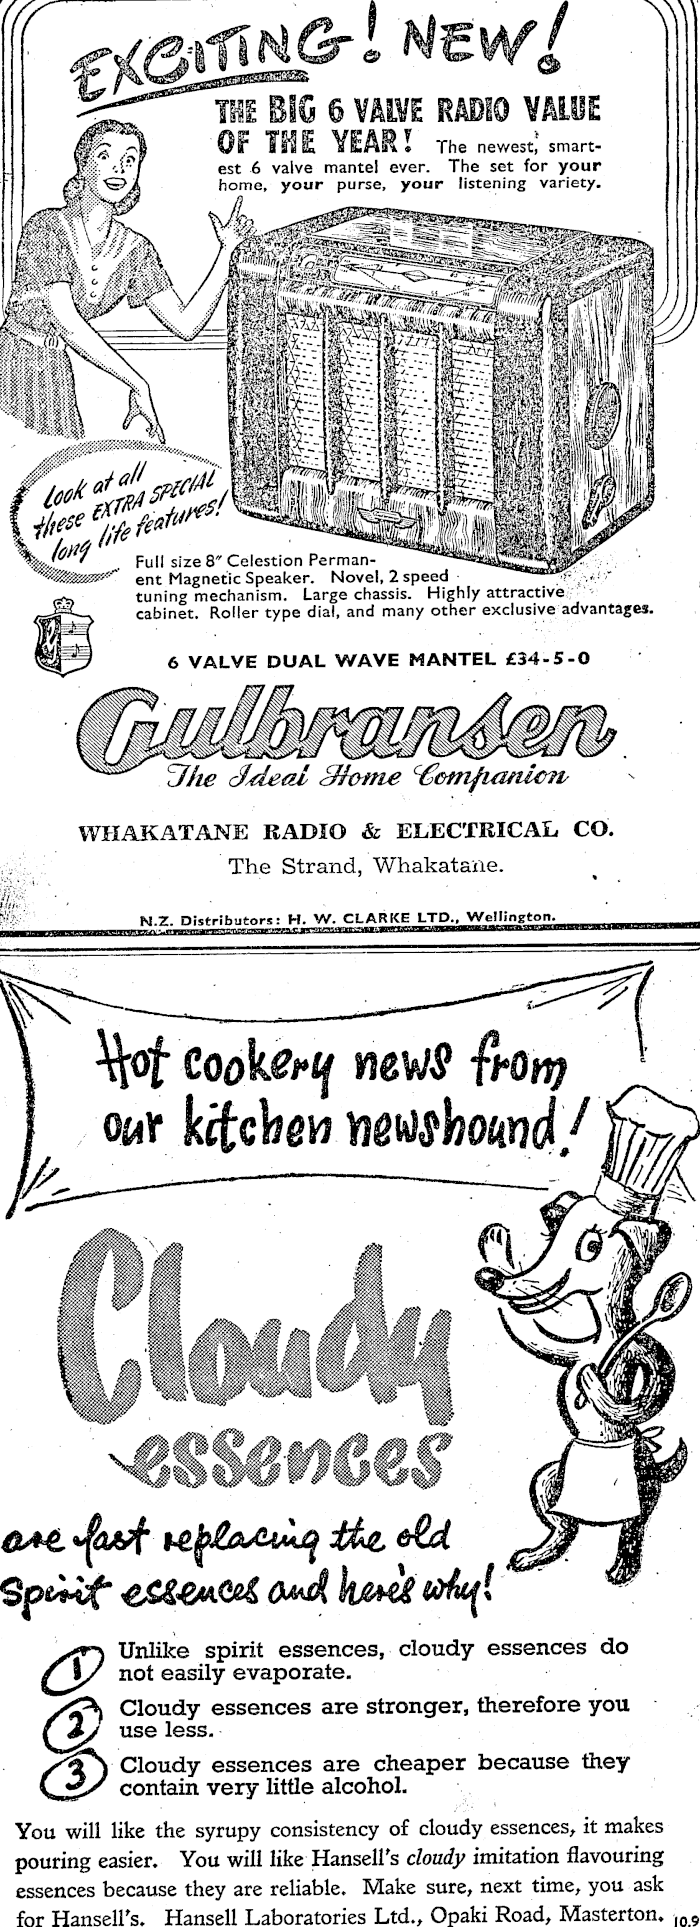 EXCITING! NEW!
THE BIG 6 VALVE RADIO VALUE
OF THE YEAR! The newest, smart-
est 6 valve mantel ever. The set for your
home, your purse, your listening variety.
Look at all
these EXTRA SPECIAL
long life features!
Full size 8" Celestion Perman-
ent Magnetic Speaker. Novel, 2 speed
tuning mechanism. Large chassis. Highly attractive
cabinet. Roller type dial, and many other exclusive advantages.
6 VALVE DUAL WAVE MANTEL £34-5-0
Gulbransen
The Ideal Home Companion
WHAKATANE RADIO & ELECTRICAL CO.
The Strand, Whakatane.
N.Z. Distributors: H. W. CLARKE LTD., Wellington.
Hot cookery news from
our kitchen newshound!
Cloudy
essences
are fast replacing the old
Spirit essences and here's why!
1 Unlike spirit essences, cloudy essences do
not easily evaporate.
2 Cloudy essences are stronger, therefore you
use less.
3 Cloudy essences are cheaper because they
contain very little alcohol.
You will like the syrupy consistency of cloudy essences, it makes
pouring easier. You will like Hansell's cloudy imitation flavouring
essences because they are reliable. Make sure, next time, you ask
for Hansell's. Hansell Laboratories Ltd., Opaki Road, Masterton.